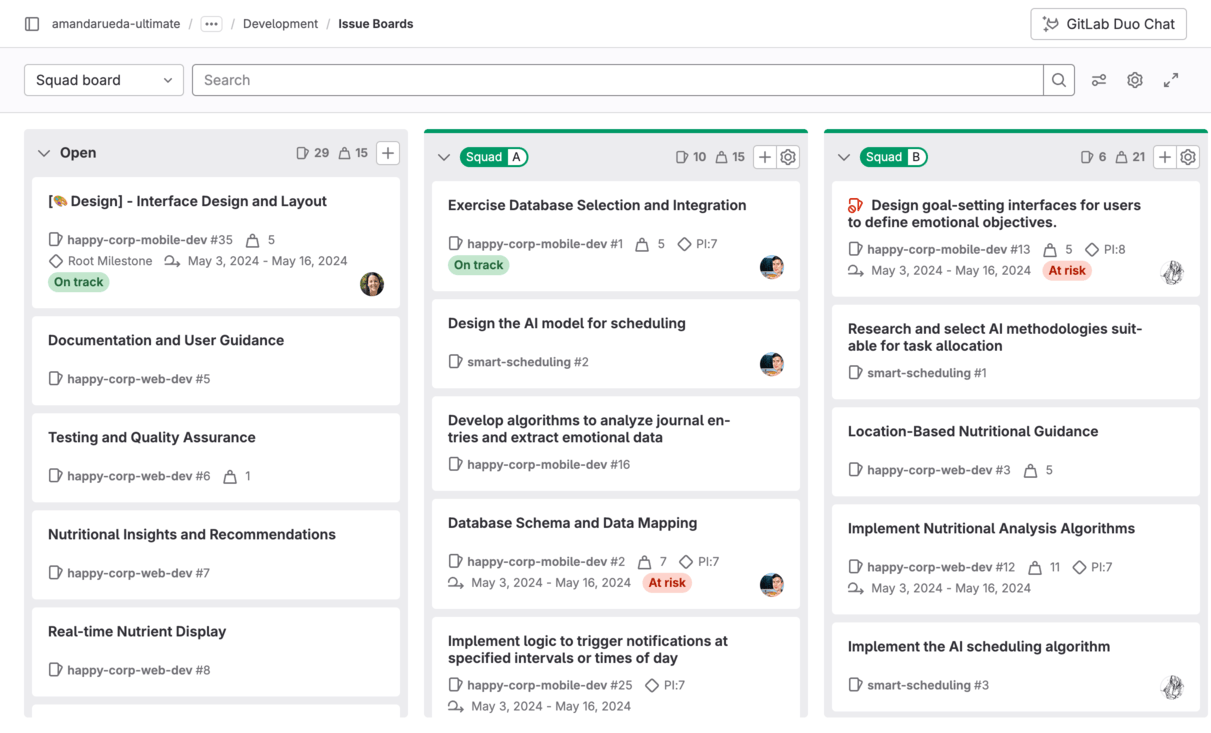 amandarueda-ultimate / ••• / Development / Issue Boards
GitLab Duo Chat
Squad board
Search
Open
29 15
[🎨 Design] - Interface Design and Layout
happy-corp-mobile-dev #35 5
Root Milestone May 3, 2024 - May 16, 2024
On track
Documentation and User Guidance
happy-corp-web-dev #5
Testing and Quality Assurance
happy-corp-web-dev #6 1
Nutritional Insights and Recommendations
happy-corp-web-dev #7
Real-time Nutrient Display
happy-corp-web-dev #8
Squad A
10 15
Exercise Database Selection and Integration
happy-corp-mobile-dev #1 5 PI:7
On track
Design the AI model for scheduling
smart-scheduling #2
Develop algorithms to analyze journal en-
tries and extract emotional data
happy-corp-mobile-dev #16
Database Schema and Data Mapping
happy-corp-mobile-dev #2 7 PI:7
May 3, 2024 - May 16, 2024 At risk
Implement logic to trigger notifications at
specified intervals or times of day
happy-corp-mobile-dev #25 PI:7
May 3, 2024 - May 16, 2024
Squad B
6 21
Design goal-setting interfaces for users
to define emotional objectives.
happy-corp-mobile-dev #13 5 PI:8
May 3, 2024 - May 16, 2024 At risk
Research and select AI methodologies suit-
able for task allocation
smart-scheduling #1
Location-Based Nutritional Guidance
happy-corp-web-dev #3 5
Implement Nutritional Analysis Algorithms
happy-corp-web-dev #12 11 PI:7
May 3, 2024 - May 16, 2024
Implement the AI scheduling algorithm
smart-scheduling #3